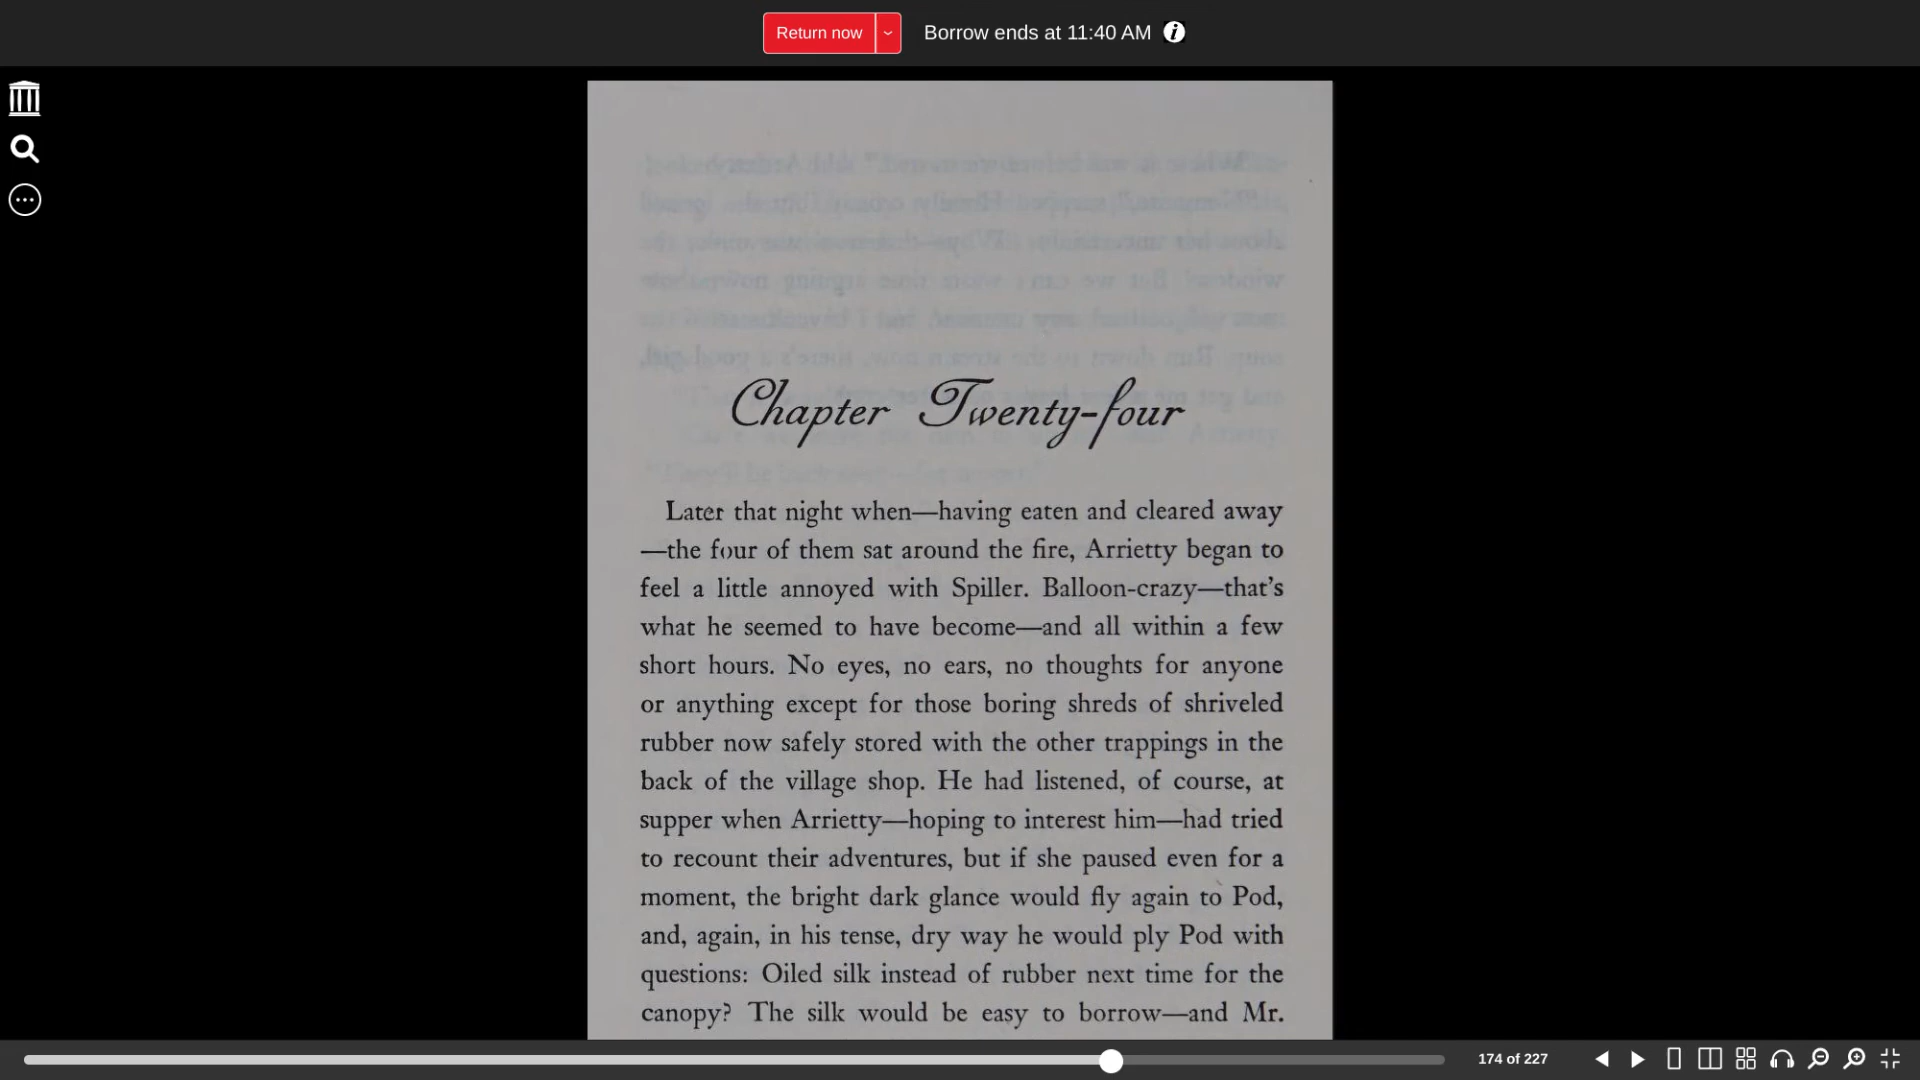 Return now
Borrow ends at 11:40 AM
Chapter Twenty-four
Later that night when—having eaten and cleared away
—the four of them sat around the fire, Arrietty began to
feel a little annoyed with Spiller. Balloon-crazy—that's
what he seemed to have become—and all within a few
short hours. No eyes, no ears, no thoughts for anyone
or anything except for those boring shreds of shriveled
rubber now safely stored with the other trappings in the
back of the village shop. He had listened, of course, at
supper when Arrietty—hoping to interest him—had tried
to recount their adventures, but if she paused even for a
moment, the bright dark glance would fly again to Pod,
and, again, in his tense, dry way he would ply Pod with
questions: Oiled silk instead of rubber next time for the
canopy? The silk would be easy to borrow—and Mr.
174 of 227